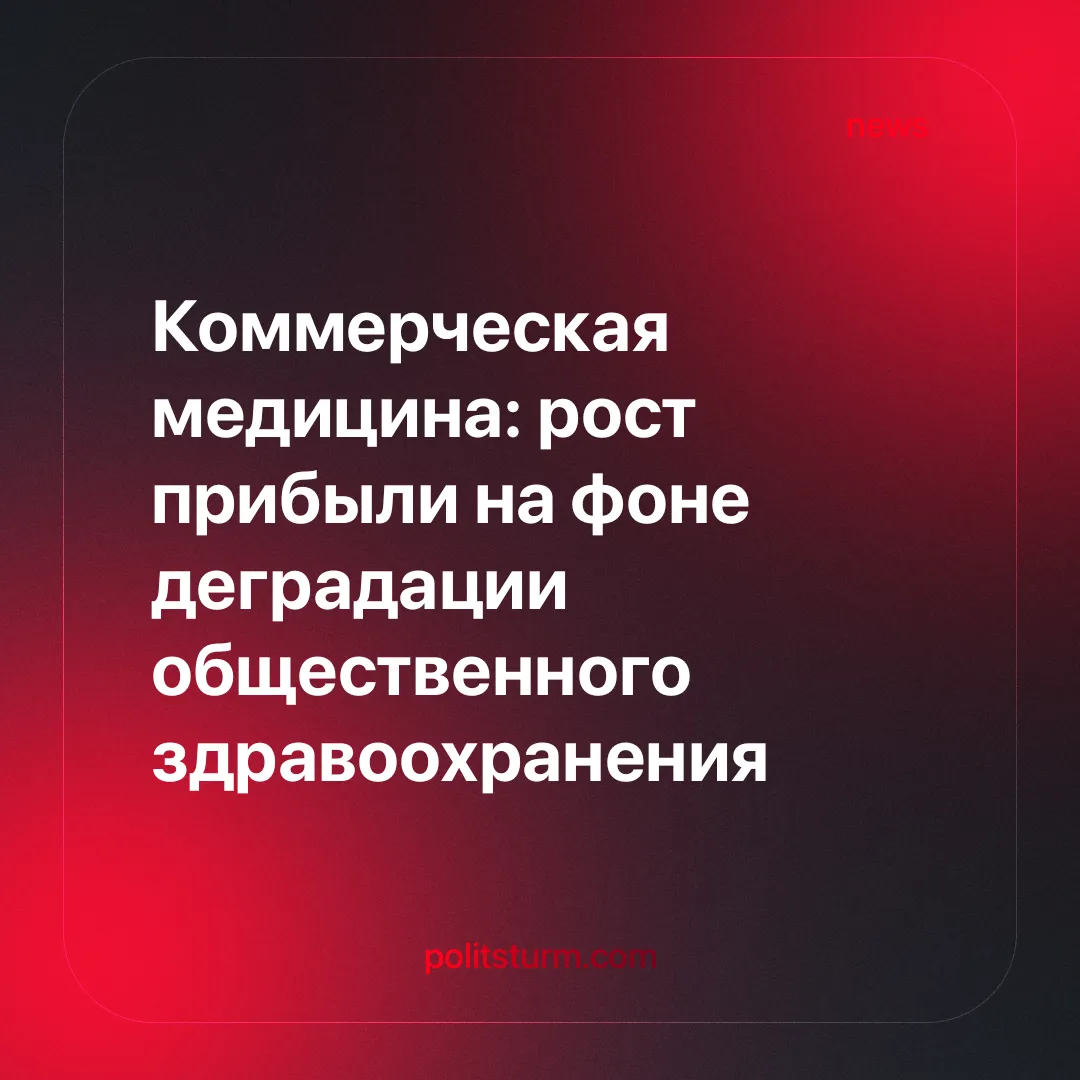 news
Коммерческая
медицина: рост
прибыли на фоне
деградации
общественного
здравоохранения
politsturm.com